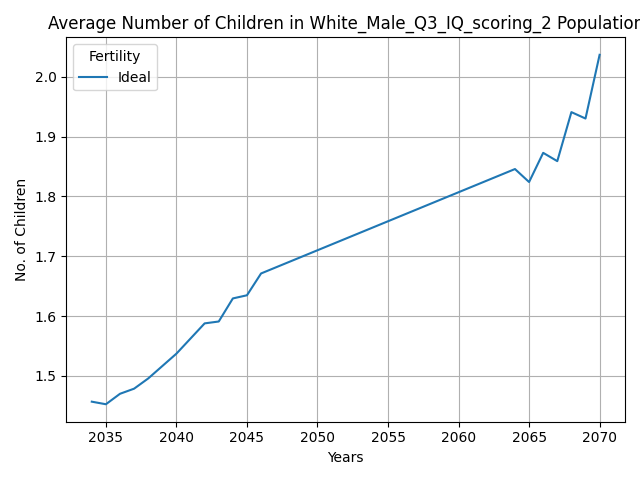 Average Number of Children in White_Male_Q3_IQ_scoring_2 Population
Fertility
Ideal
2.0
1.9
1.8
1.7
1.6
1.5
No. of Children
2035 2040 2045 2050 2055 2060 2065 2070
Years